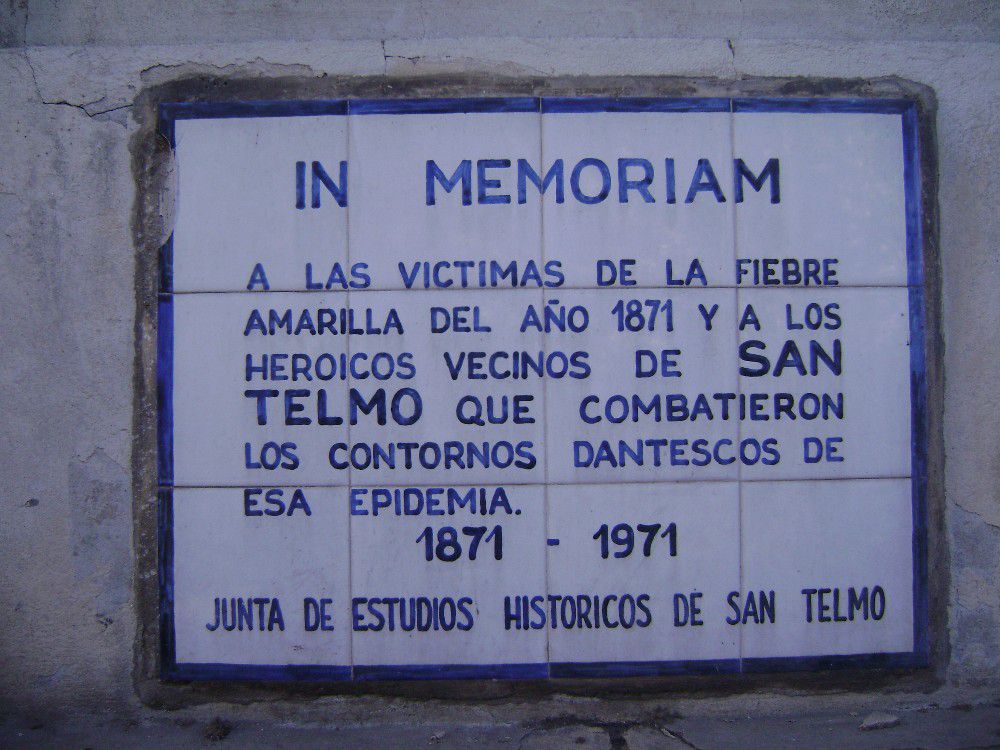 IN MEMORIAM
A LAS VICTIMAS DE LA FIEBRE
AMARILLA DEL AÑO 1871 Y A LOS
HEROICOS VECINOS DE SAN
TELMO QUE COMBATIERON
LOS CONTORNOS DANTESCOS DE
ESA EPIDEMIA.
1871 - 1971
JUNTA DE ESTUDIOS HISTORICOS DE SAN TELMO